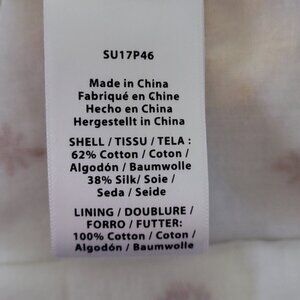 SU17P46
Made in China
Fabriqué en Chine
Hecho en China
Hergestellt in China
SHELL / TISSU / TELA :
62% Cotton / Coton /
Algodón / Baumwolle
38% Silk/ Soie /
Seda / Seide
LINING / DOUBLURE /
FORRO / FUTTER:
100% Cotton / Coton /
Algodón / Baumwolle